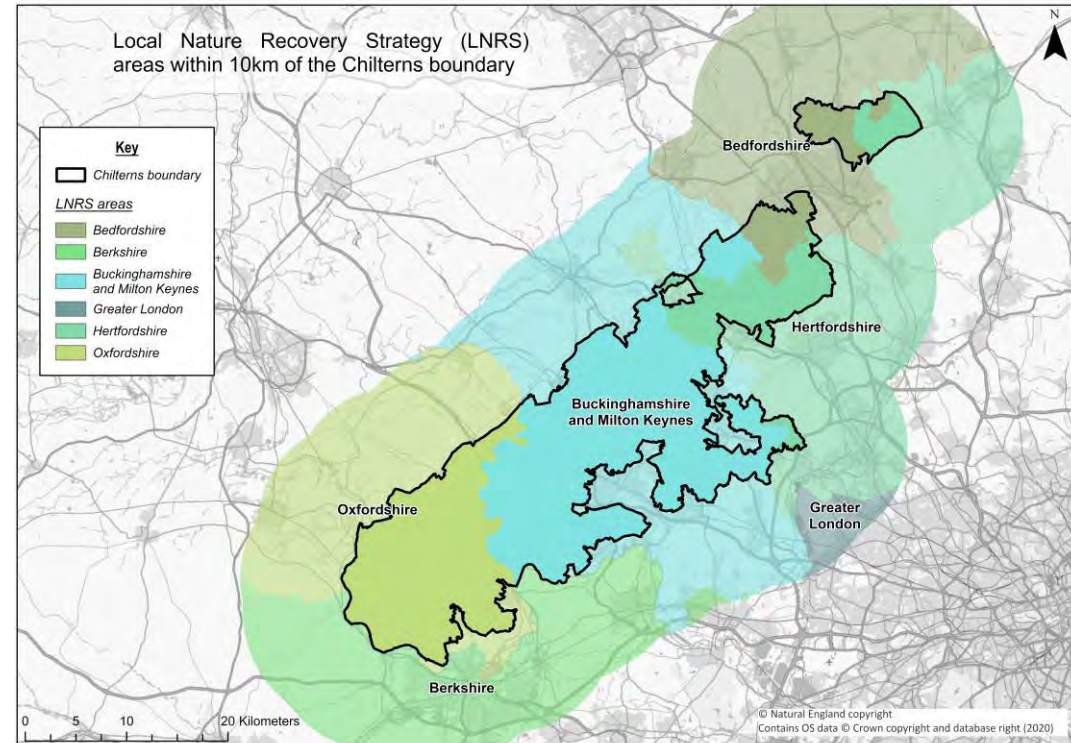 Local Nature Recovery Strategy (LNRS)
areas within 10km of the Chilterns boundary
N
Key
Chilterns boundary
LNRS areas
Bedfordshire
Berkshire
Buckinghamshire
and Milton Keynes
Greater London
Hertfordshire
Oxfordshire
Bedfordshire
Hertfordshire
Buckinghamshire
and Milton Keynes
Oxfordshire
Greater
London
Berkshire
0 5 10 20 Kilometers
© Natural England copyright
Contains OS data © Crown copyright and database right (2020)